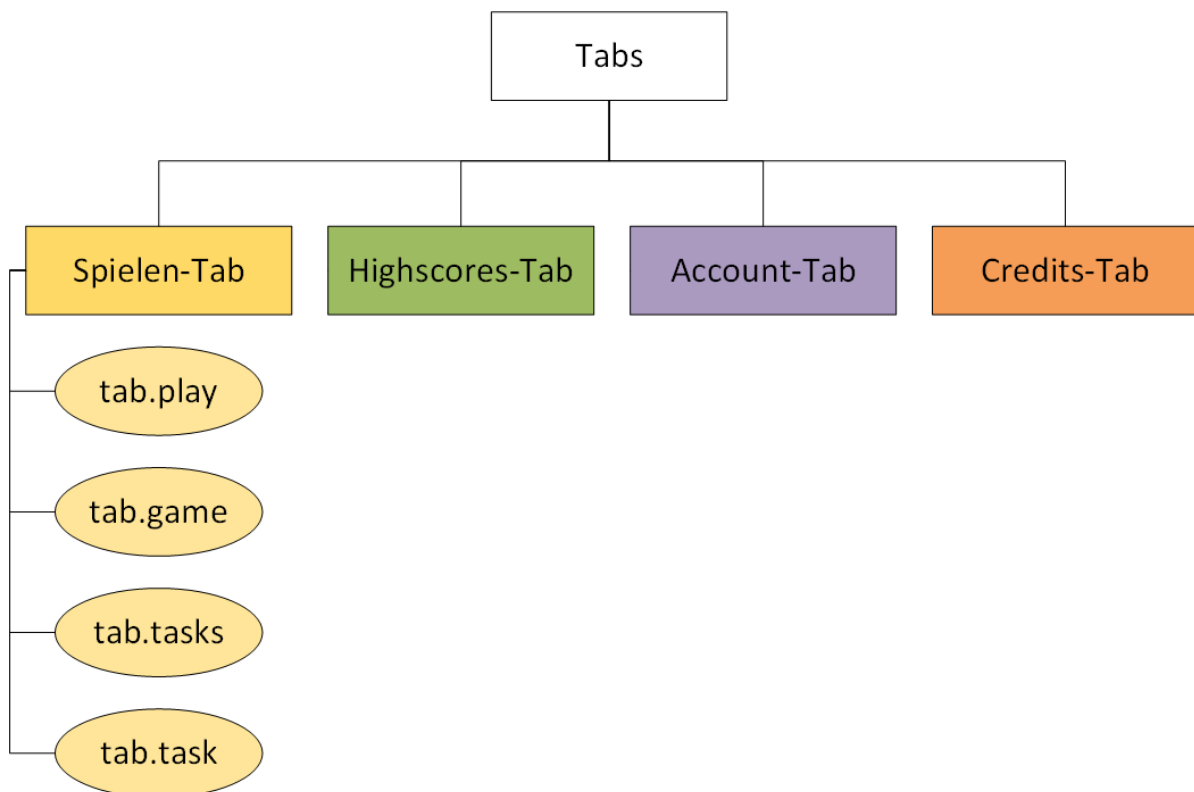 Tabs
Spielen-Tab
Highscores-Tab
Account-Tab
Credits-Tab
tab.play
tab.game
tab.tasks
tab.task